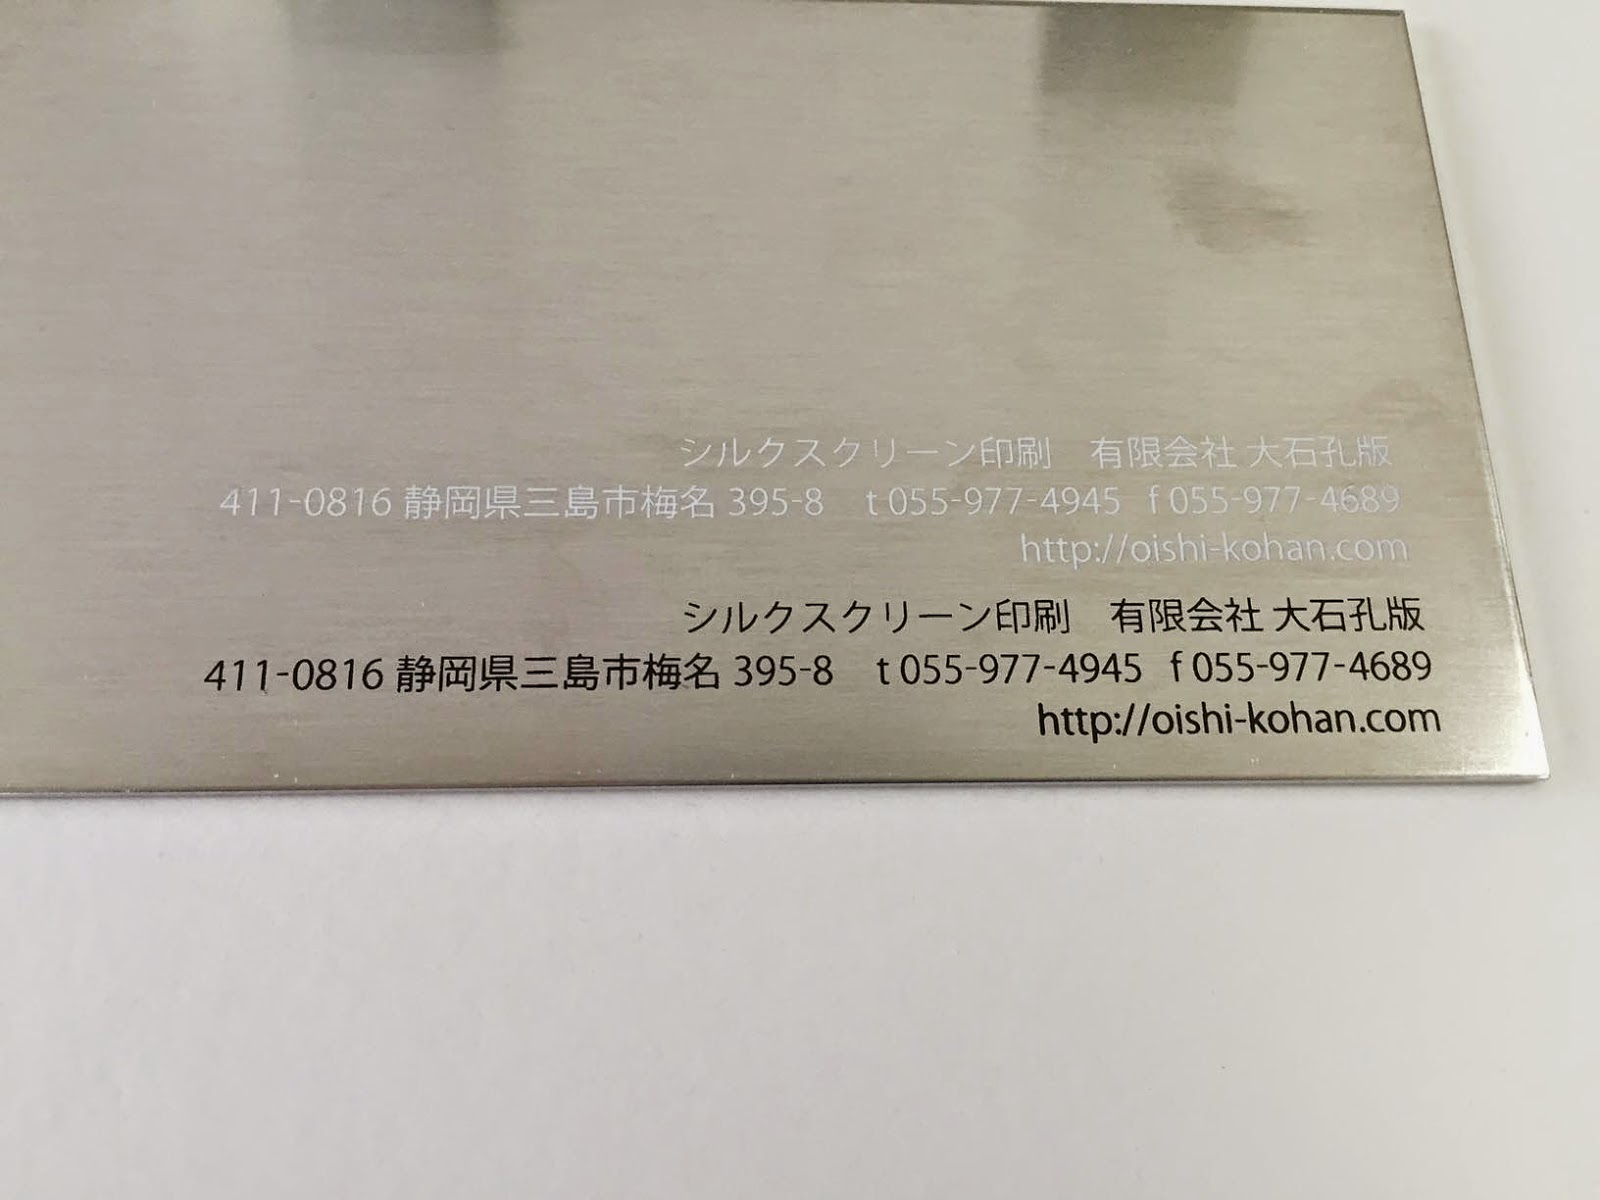 シルクスクリーン印刷　有限会社 大石孔版
411-0816 静岡県三島市梅名 395-8　t 055-977-4945 f 055-977-4689
http://oishi-kohan.com
シルクスクリーン印刷　有限会社 大石孔版
411-0816 静岡県三島市梅名 395-8　t 055-977-4945 f 055-977-4689
http://oishi-kohan.com